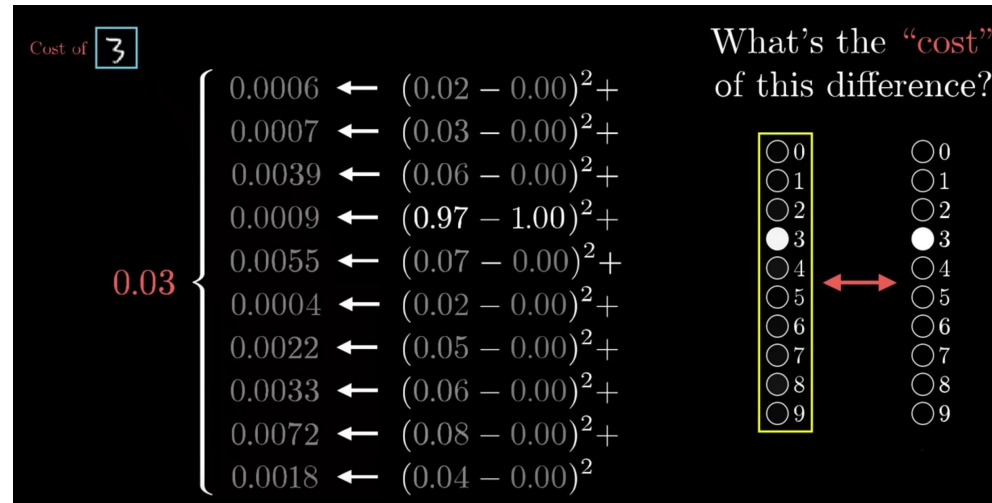 Cost of 3
What's the "cost"
of this difference?
0.03
0.0006 ← (0.02 − 0.00)²+
0.0007 ← (0.03 − 0.00)²+
0.0039 ← (0.06 − 0.00)²+
0.0009 ← (0.97 − 1.00)²+
0.0055 ← (0.07 − 0.00)²+
0.0004 ← (0.02 − 0.00)²+
0.0022 ← (0.05 − 0.00)²+
0.0033 ← (0.06 − 0.00)²+
0.0072 ← (0.08 − 0.00)²+
0.0018 ← (0.04 − 0.00)²
0 0
1 1
2 2
3 3
4 4
5 5
6 6
7 7
8 8
9 9